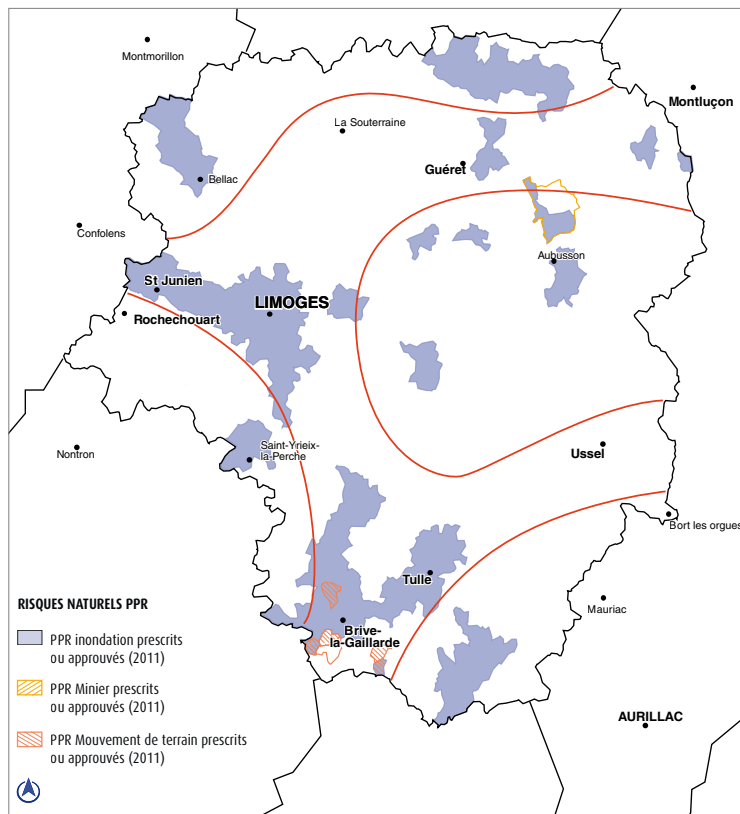 Montmorillon
Montluçon
La Souterraine
Guéret
Bellac
Confolens
Aubusson
St Junien
LIMOGES
Rochechouart
Saint-Yrieix-
la-Perche
Nontron
Ussel
Bort les orgues
Tulle
Mauriac
Brive-
la-Gaillarde
AURILLAC
RISQUES NATURELS PPR
PPR inondation prescrits
ou approuvés (2011)
PPR Minier prescrits
ou approuvés (2011)
PPR Mouvement de terrain prescrits
ou approuvés (2011)